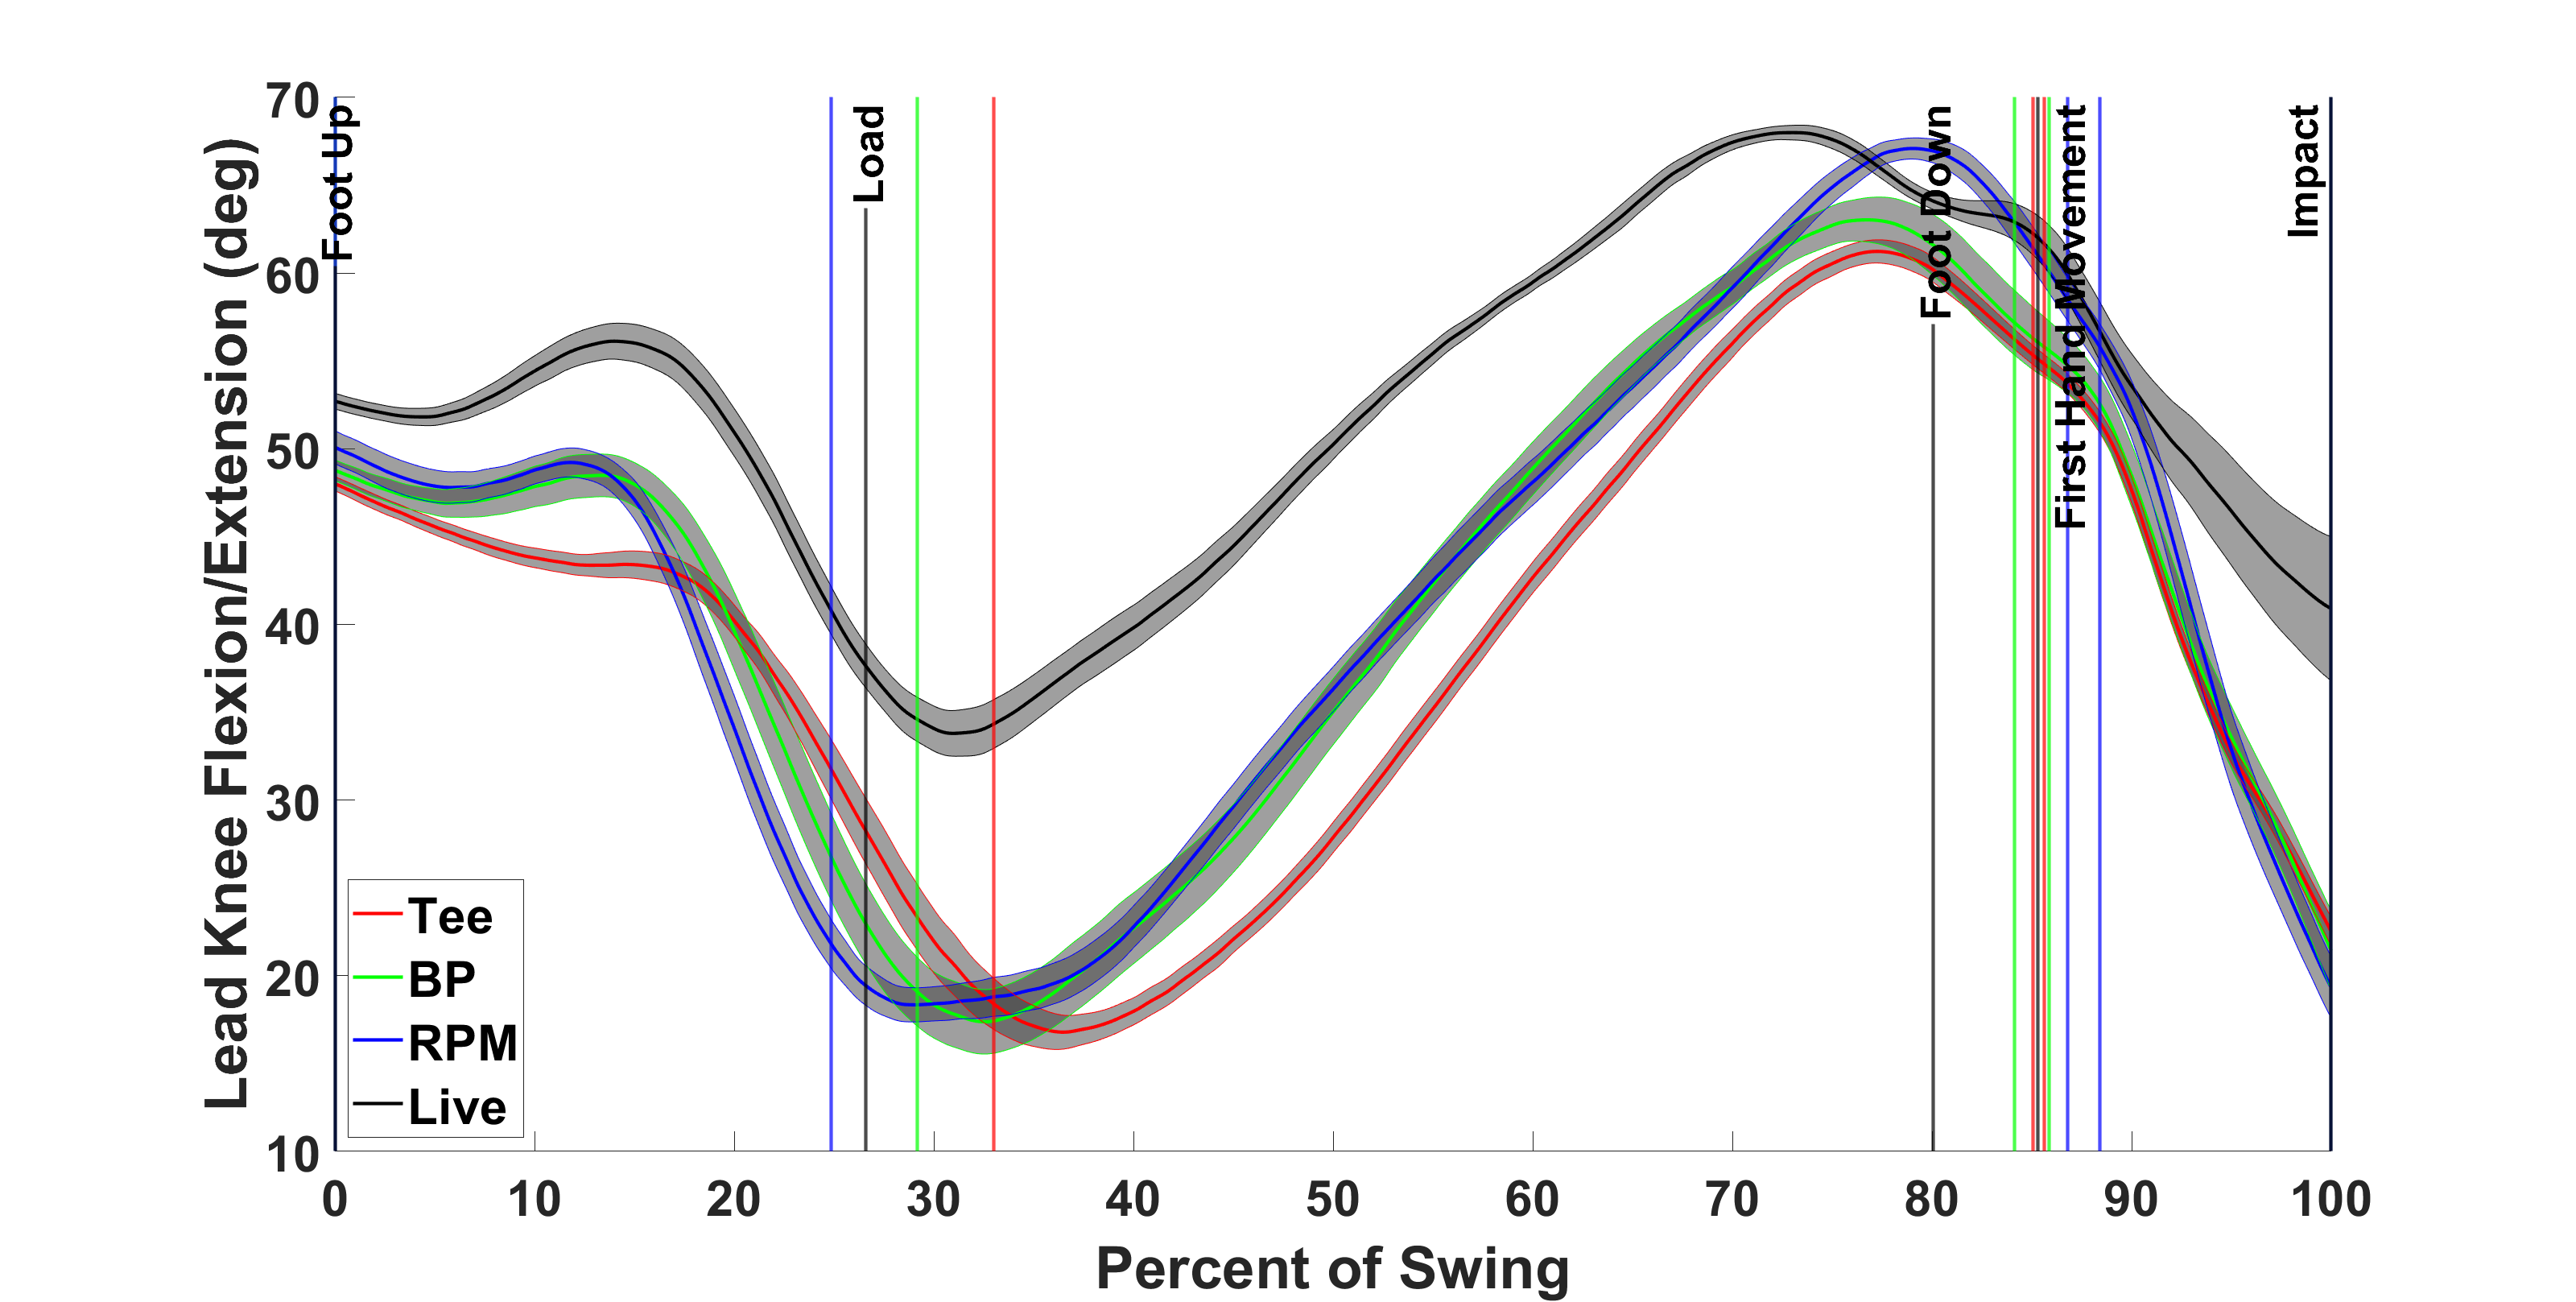 Lead Knee Flexion/Extension (deg)
70
60
50
40
30
20
10
Foot Up
Load
Foot Down
First Hand Movement
Impact
Tee
BP
RPM
Live
0 10 20 30 40 50 60 70 80 90 100
Percent of Swing